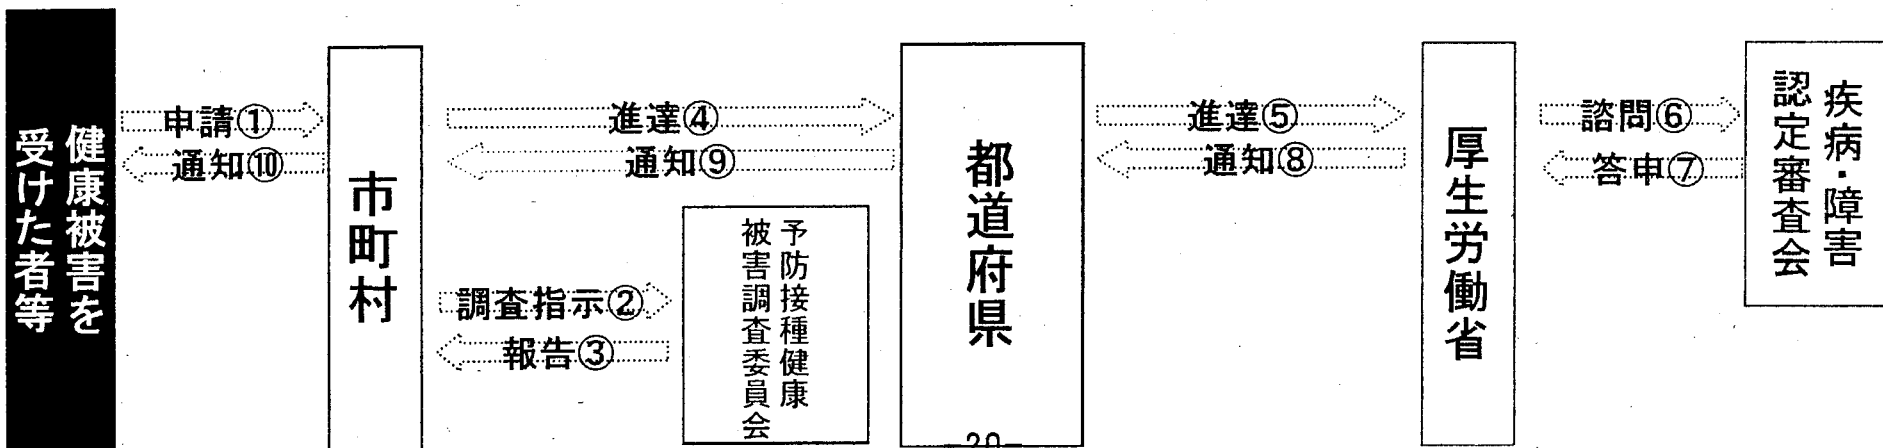 健康被害を
受けた者等
申請①
通知⑩
市町村
進達④
通知⑨
調査指示②
報告③
予防接種健康
被害調査委員会
都道府県
進達⑤
通知⑧
厚生労働省
諮問⑥
答申⑦
疾病・障害
認定審査会